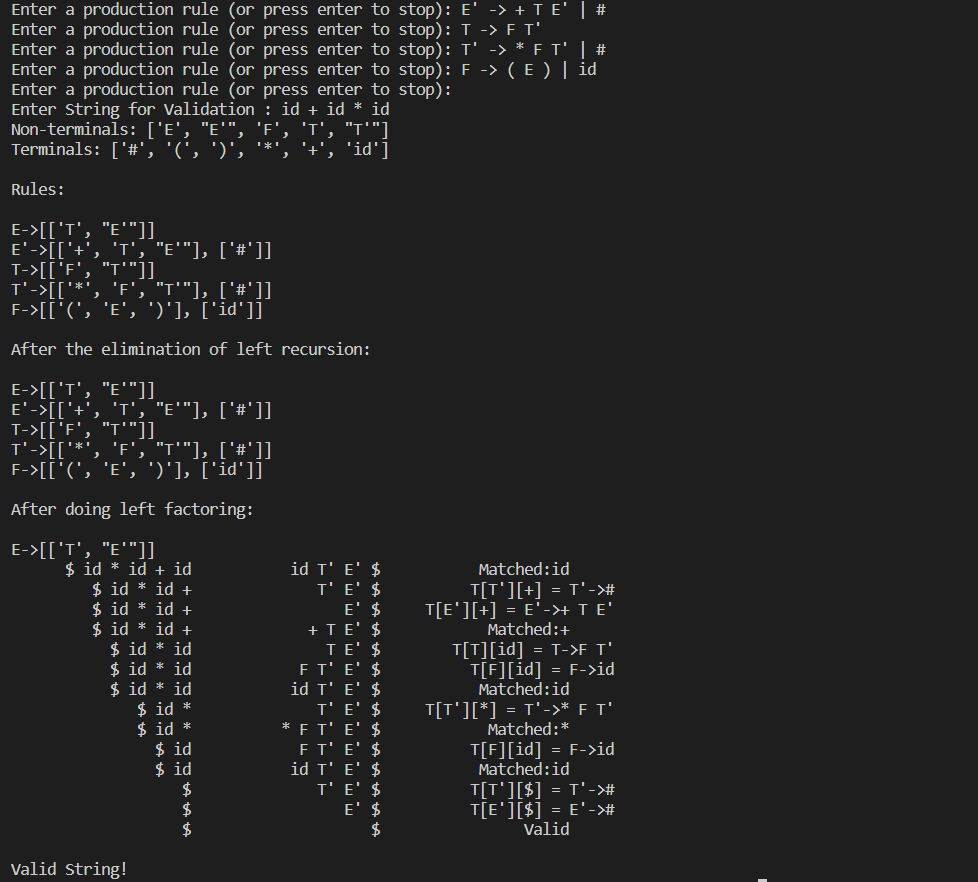 Enter a production rule (or press enter to stop): E' -> + T E' | #
Enter a production rule (or press enter to stop): T -> F T'
Enter a production rule (or press enter to stop): T' -> * F T' | #
Enter a production rule (or press enter to stop): F -> ( E ) | id
Enter a production rule (or press enter to stop):
Enter String for Validation : id + id * id
Non-terminals: ['E', "E'", 'F', 'T', "T'"]
Terminals: ['#', '(', ')', '*', '+', 'id']
Rules:
E->[['T', "E'"]]
E'->[['+', 'T', "E'"], ['#']]
T->[['F', "T'"]]
T'->[['*', 'F', "T'"], ['#']]
F->[['(', 'E', ')'], ['id']]
After the elimination of left recursion:
E->[['T', "E'"]]
E'->[['+', 'T', "E'"], ['#']]
T->[['F', "T'"]]
T'->[['*', 'F', "T'"], ['#']]
F->[['(', 'E', ')'], ['id']]
After doing left factoring:
E->[['T', "E'"]]
$ id * id + id id T' E' $ Matched:id
$ id * id + T' E' $ T[T'][+] = T'->#
$ id * id + E' $ T[E'][+] = E'->+ T E'
$ id * id + + T E' $ Matched:+
$ id * id T E' $ T[T][id] = T->F T'
$ id * id F T' E' $ T[F][id] = F->id
$ id * id id T' E' $ Matched:id
$ id * T' E' $ T[T'][*] = T'->* F T'
$ id * * F T' E' $ Matched:*
$ id F T' E' $ T[F][id] = F->id
$ id id T' E' $ Matched:id
$ T' E' $ T[T'][$] = T'->#
$ E' $ T[E'][$] = E'->#
$ $ Valid
Valid String!